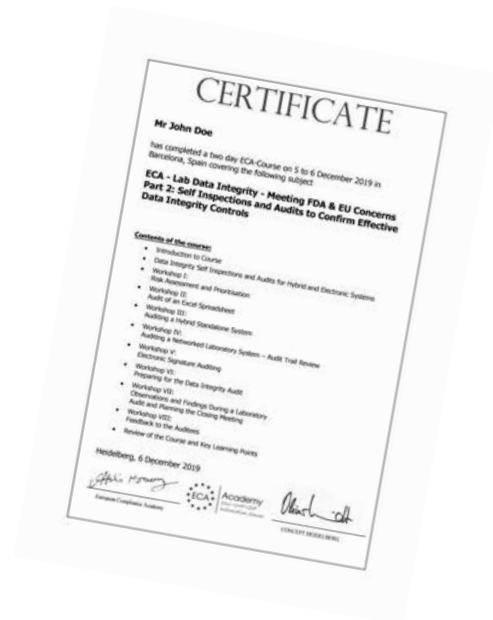 CERTIFICATE
Mr John Doe
has completed a two day ECA-Course on 5 to 6 December 2019 in
Barcelona, Spain covering the following subject
ECA - Lab Data Integrity - Meeting FDA & EU Concerns
Part 2: Self Inspections and Audits to Confirm Effective
Data Integrity Controls
Contents of the course:
• Introduction to Course
• Data Integrity Self Inspections and Audits for Hybrid and Electronic Systems
• Workshop I:
Risk Assessment and Prioritisation
• Workshop II:
Audit of an Excel Spreadsheet
• Workshop III:
Auditing a Hybrid Standalone System
• Workshop IV:
Auditing a Networked Laboratory System – Audit Trail Review
• Workshop V:
Electronic Signature Auditing
• Workshop VI:
Preparing for the Data Integrity Audit
• Workshop VII:
Observations and Findings During a Laboratory
Audit and Planning the Closing Meeting
• Workshop VIII:
Feedback to the Auditees
• Review of the Course and Key Learning Points
Heidelberg, 6 December 2019
ECA Academy
European Compliance Academy
CONCEPT HEIDELBERG